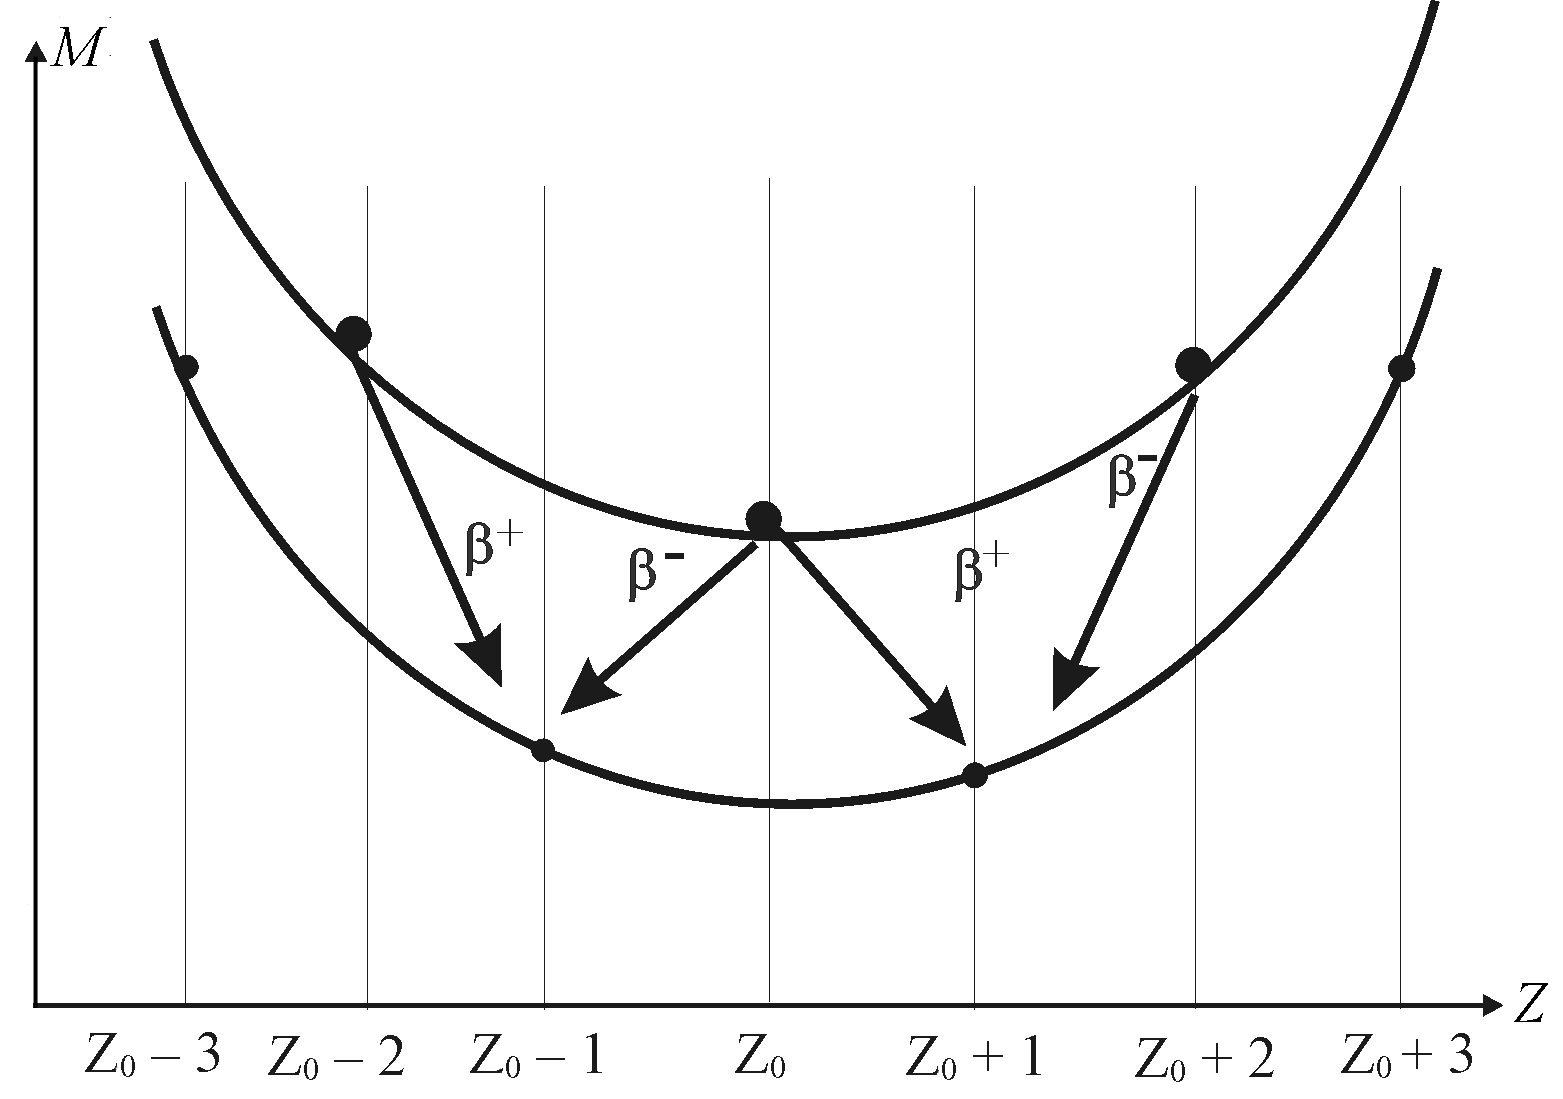 M
β⁻
β⁺
β⁻
β⁺
Z
Z₀ – 3 Z₀ – 2 Z₀ – 1 Z₀ Z₀ + 1 Z₀ + 2 Z₀ + 3